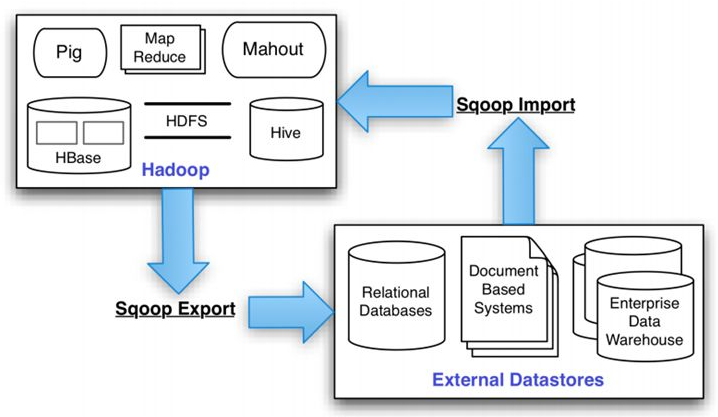 Pig
Map
Reduce
Mahout
HBase
HDFS
Hive
Hadoop
Sqoop Import
Sqoop Export
Relational
Databases
Document
Based
Systems
Enterprise
Data
Warehouse
External Datastores